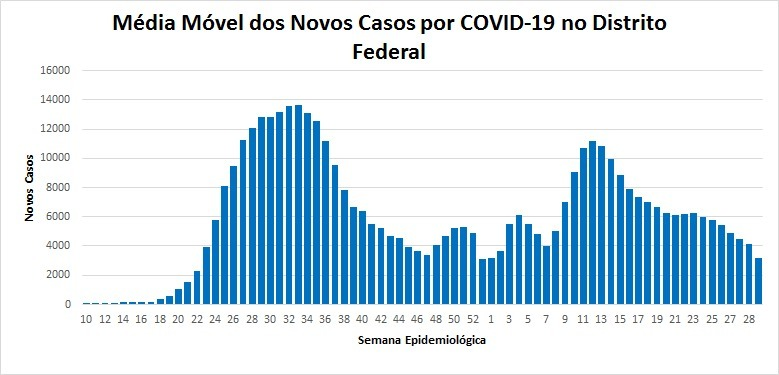 Média Móvel dos Novos Casos por COVID-19 no Distrito
Federal
16000
14000
12000
10000
8000
6000
4000
2000
0
Novos Casos
10 12 14 16 18 20 22 24 26 28 30 32 34 36 38 40 42 44 46 48 50 52 1 3 5 7 9 11 13 15 17 19 21 23 25 27 28
Semana Epidemiológica